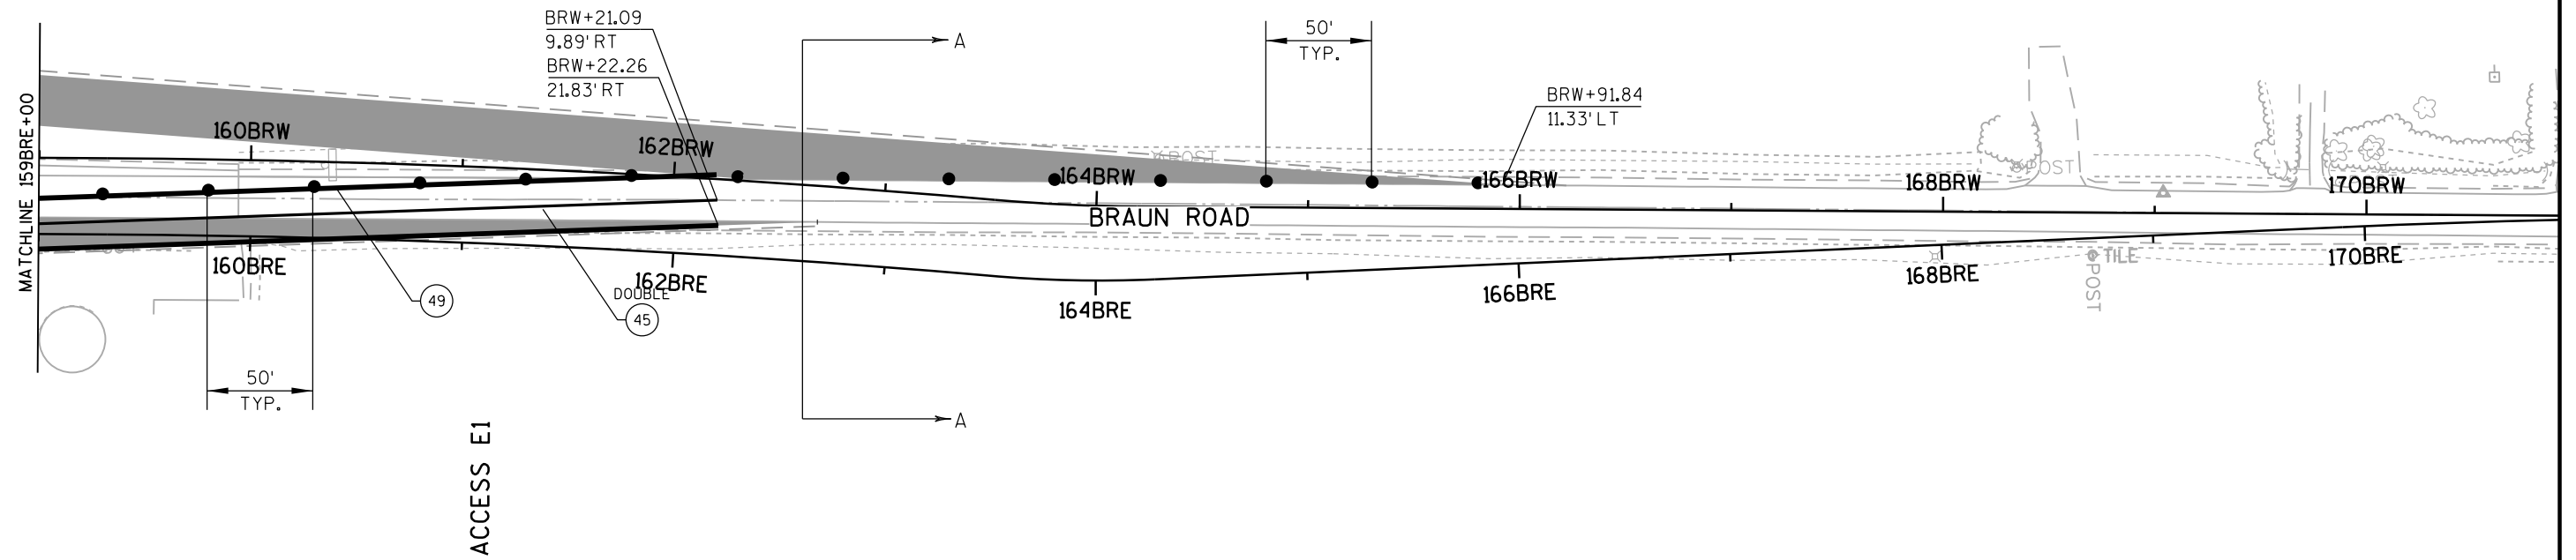 BRW+21.09
9.89' RT
BRW+22.26
21.83' RT
A
50'
TYP.
BRW+91.84
11.33' LT
MATCHLINE 159BRE+00
160BRW
162BRW
164BRW
166BRW
168BRW
170BRW
POST
POST
BRAUN ROAD
160BRE
162BRE
164BRE
166BRE
168BRE
170BRE
TILE
POST
49
DOUBLE
45
50'
TYP.
A
ACCESS E1